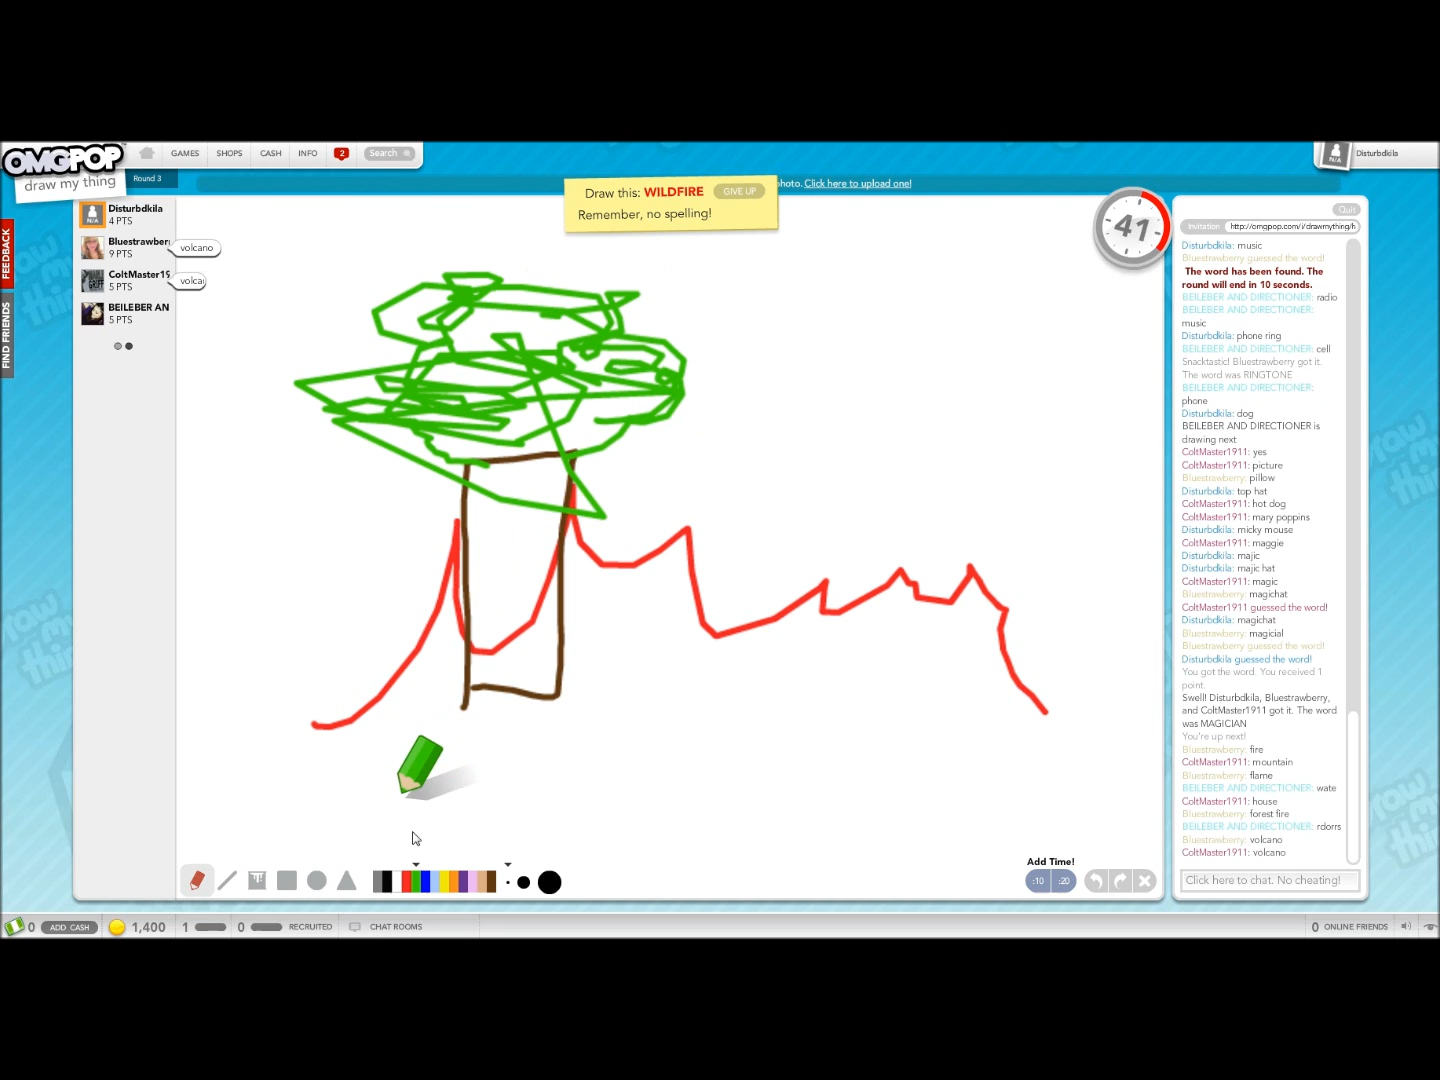 OMGPOP
draw my thing
GAMES
SHOPS
CASH
INFO
2
Search
N/A
Disturbdkila
Round 3
photo. Click here to upload one!
Draw this: WILDFIRE
GIVE UP
Remember, no spelling!
41
FEEDBACK
FIND FRIENDS
N/A
Disturbdkila
4 PTS
Bluestrawber
9 PTS
volcano
ColtMaster19
5 PTS
volca
BEILEBER AN
5 PTS
Quit
Invitation
http://omgpop.com/i/drawmything/h
Disturbdkila: music
Bluestrawberry guessed the word!
The word has been found. The
round will end in 10 seconds.
BEILEBER AND DIRECTIONER: radio
BEILEBER AND DIRECTIONER:
music
Disturbdkila: phone ring
BEILEBER AND DIRECTIONER: cell
Snacktastic! Bluestrawberry got it.
The word was RINGTONE
BEILEBER AND DIRECTIONER:
phone
Disturbdkila: dog
BEILEBER AND DIRECTIONER is
drawing next
ColtMaster1911: yes
ColtMaster1911: picture
Bluestrawberry: pillow
Disturbdkila: top hat
ColtMaster1911: hot dog
ColtMaster1911: mary poppins
Disturbdkila: micky mouse
ColtMaster1911: maggie
Disturbdkila: majic
Disturbdkila: majic hat
ColtMaster1911: magic
Bluestrawberry: magichat
ColtMaster1911 guessed the word!
Disturbdkila: magichat
Bluestrawberry: magicial
Bluestrawberry guessed the word!
Disturbdkila guessed the word!
You got the word. You received 1
point.
Swell! Disturbdkila, Bluestrawberry,
and ColtMaster1911 got it. The word
was MAGICIAN
You're up next!
Bluestrawberry: fire
ColtMaster1911: mountain
Bluestrawberry: flame
BEILEBER AND DIRECTIONER: wate
ColtMaster1911: house
Bluestrawberry: forest fire
BEILEBER AND DIRECTIONER: rdorrs
Bluestrawberry: volcano
ColtMaster1911: volcano
Click here to chat. No cheating!
Add Time!
:10
:20
0
ADD CASH
1,400
1
0
RECRUITED
CHAT ROOMS
0 ONLINE FRIENDS